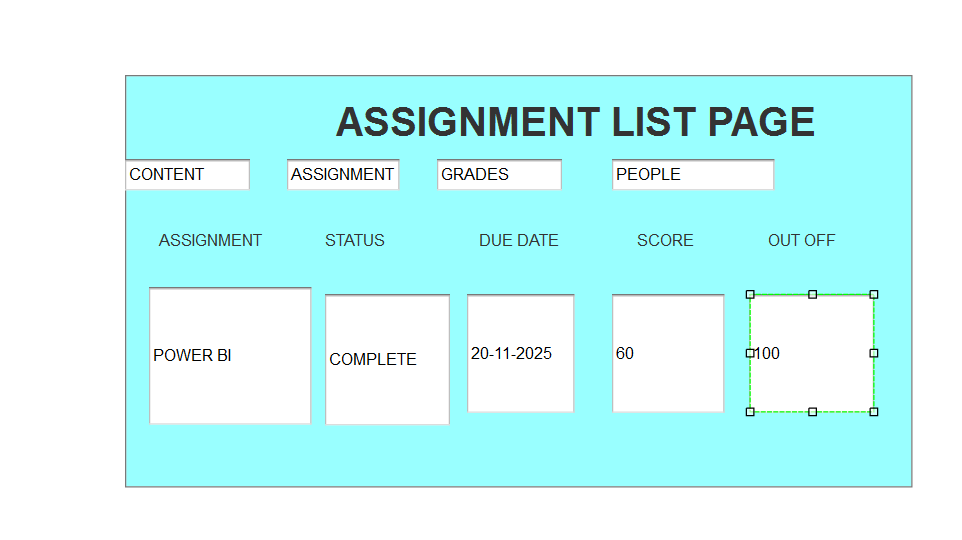 ASSIGNMENT LIST PAGE
CONTENT ASSIGNMENT GRADES PEOPLE
ASSIGNMENT STATUS DUE DATE SCORE OUT OFF
POWER BI COMPLETE 20-11-2025 60 100